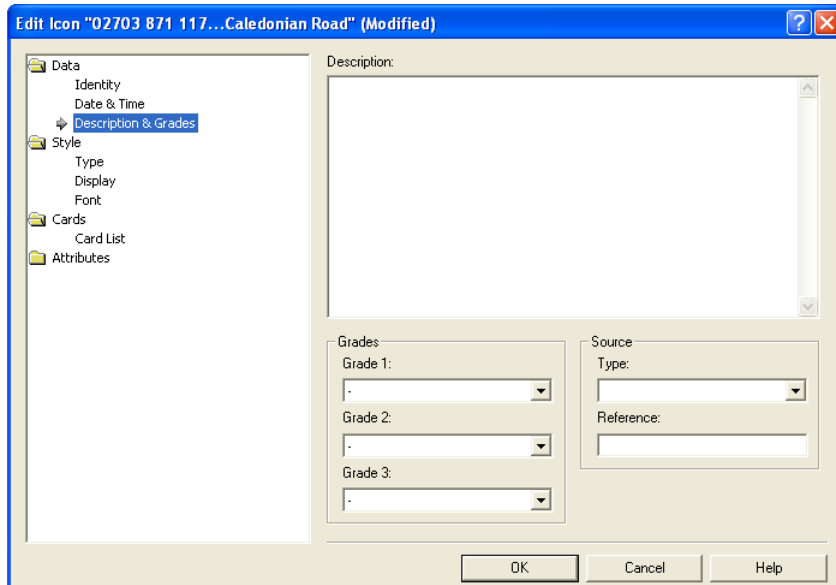 Edit Icon "02703 871 117...Caledonian Road" (Modified)
Data
Identity
Date & Time
Description & Grades
Style
Type
Display
Font
Cards
Card List
Attributes
Description:
Grades
Grade 1:
-
Grade 2:
-
Grade 3:
-
Source
Type:
Reference:
OK Cancel Help